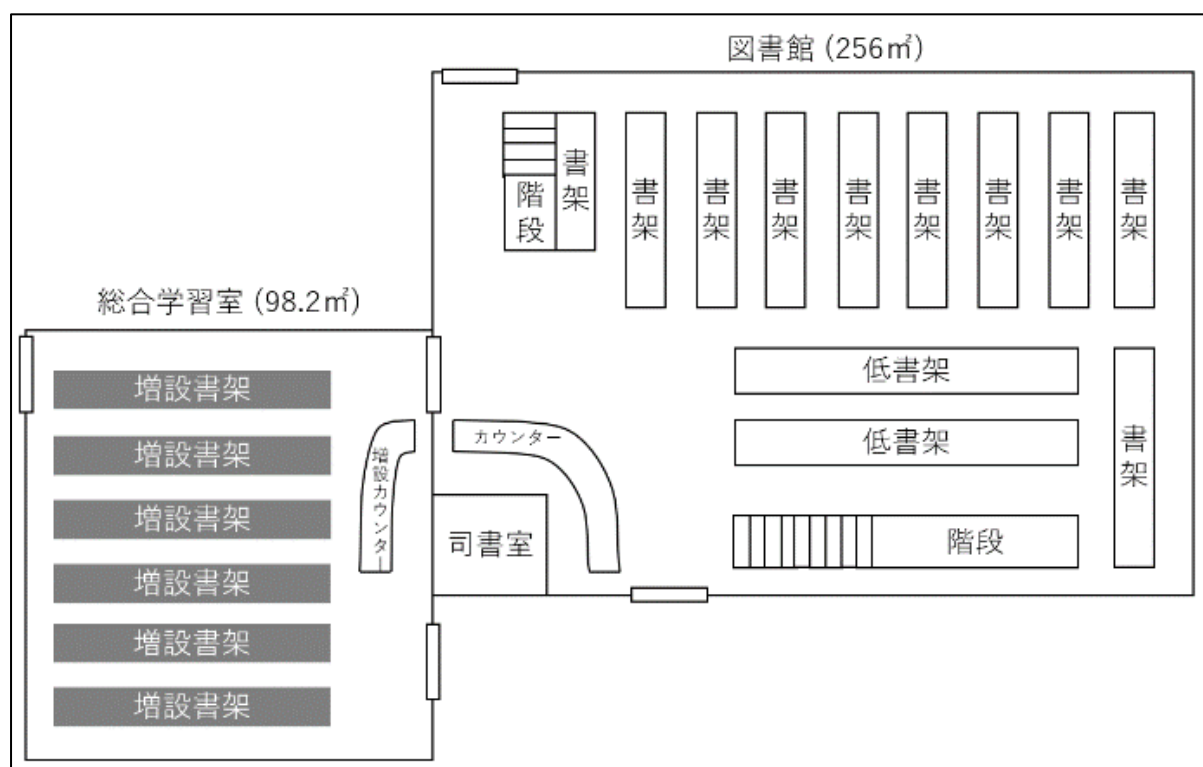 図書館 (256㎡)
書架
階段
書架
書架
書架
書架
書架
書架
書架
書架
総合学習室 (98.2㎡)
増設書架
増設書架
増設書架
増設書架
増設書架
増設書架
増設カウンター
カウンター
司書室
低書架
低書架
書架
階段